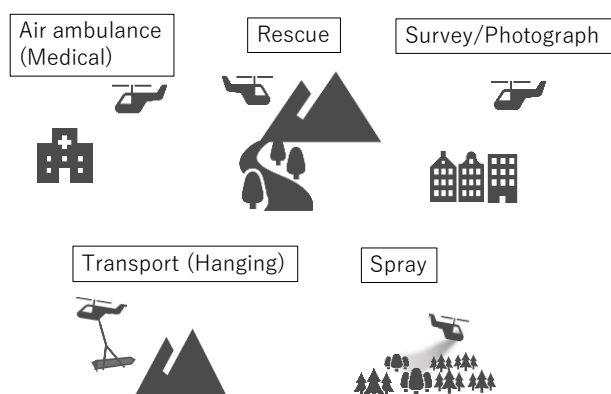 Air ambulance
(Medical)
Rescue
Survey/Photograph
Transport (Hanging)
Spray